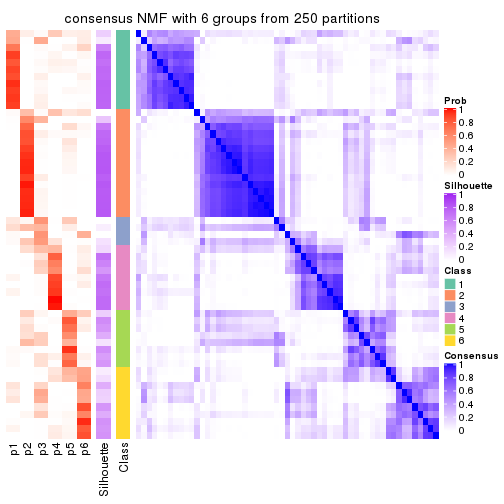 consensus NMF with 6 groups from 250 partitions
Prob
1
0.8
0.6
0.4
0.2
0
Silhouette
1
0.8
0.6
0.4
0.2
0
Class
1
2
3
4
5
6
Consensus
1
0.8
0.6
0.4
0.2
0
p1
p2
p3
p4
p5
p6
Silhouette
Class